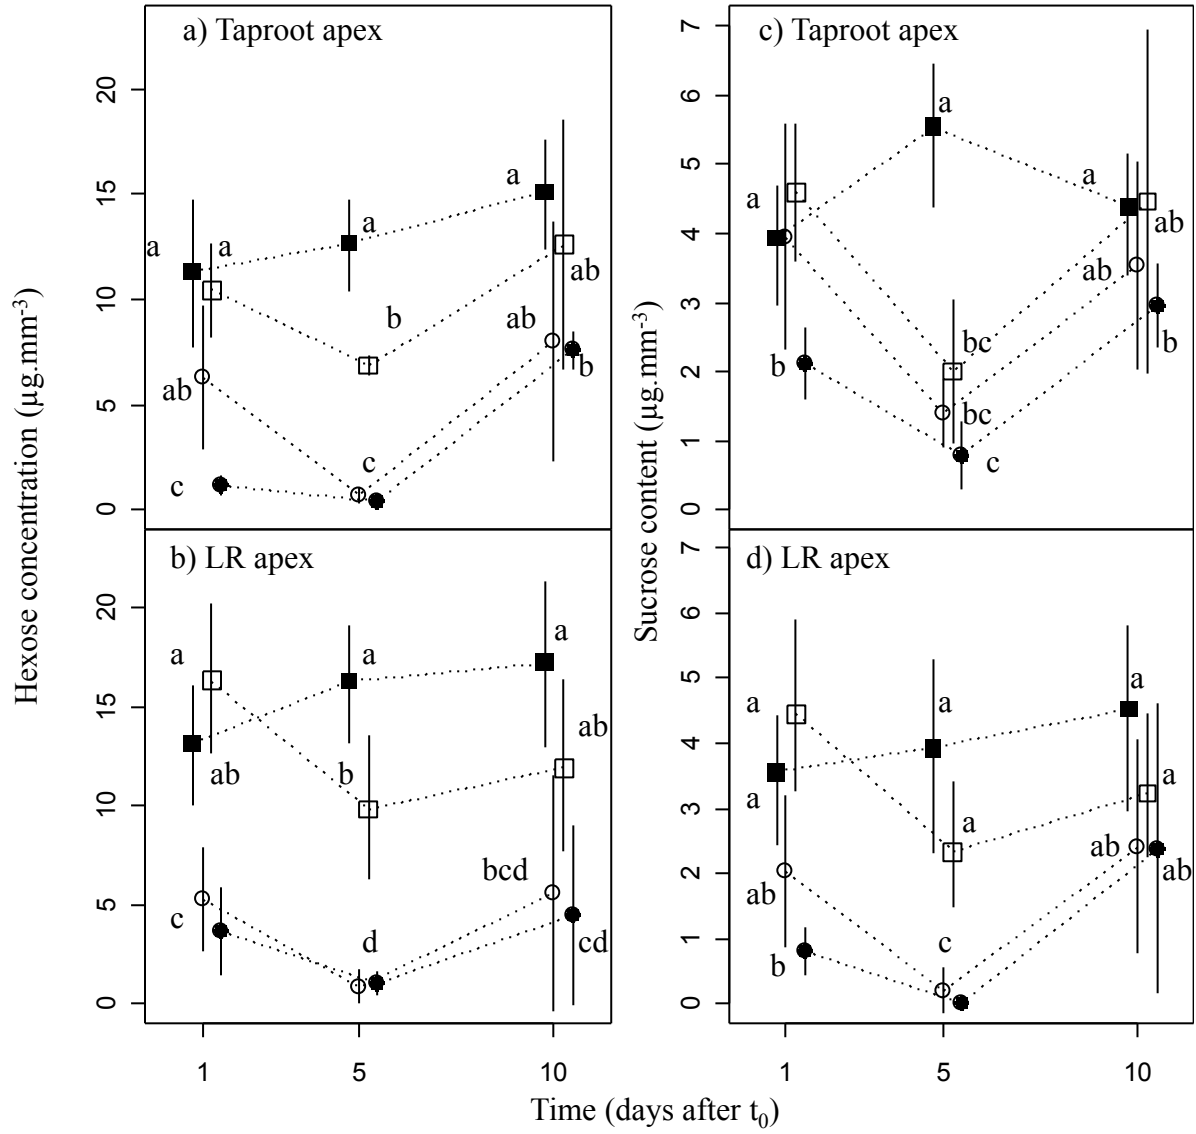 a) Taproot apex
20
15
10
5
0
a
a
a
a
ab
b
ab
ab
c
c
b
c) Taproot apex
7
6
5
4
3
2
1
0
a
a
a
ab
ab
b
bc
bc
c
b
b) LR apex
20
15
10
5
0
a
a
a
ab
ab
b
bcd
c
d
cd
d) LR apex
7
6
5
4
3
2
1
0
a
a
a
a
a
a
ab
ab
ab
c
b
1
5
10
1
5
10
Hexose concentration (µg.mm-3)
Sucrose content (µg.mm-3)
Time (days after t0)